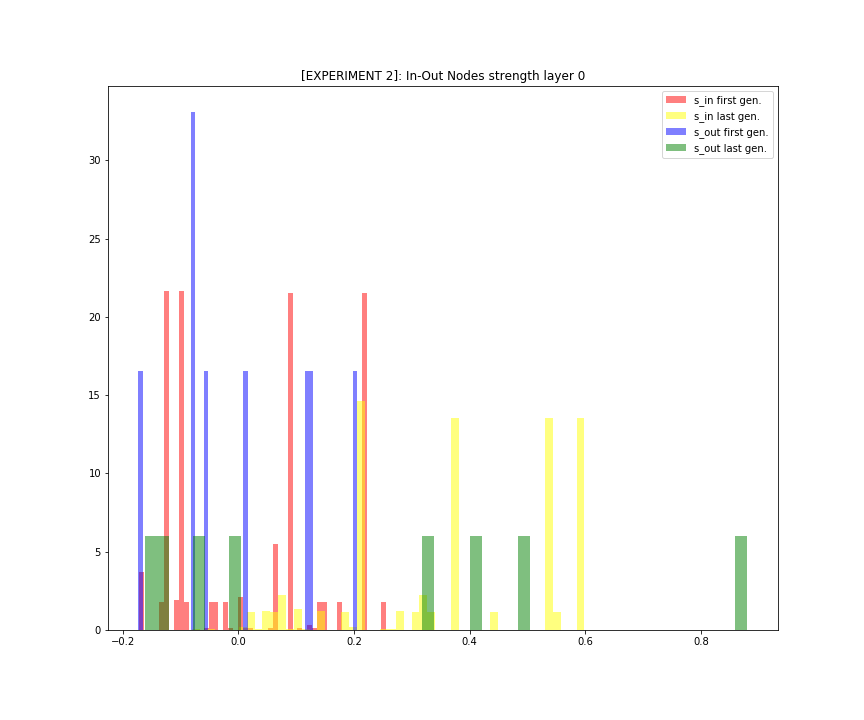 [EXPERIMENT 2]: In-Out Nodes strength layer 0
s_in first gen.
s_in last gen.
s_out first gen.
s_out last gen.
30
25
20
15
10
5
0
−0.2 0.0 0.2 0.4 0.6 0.8